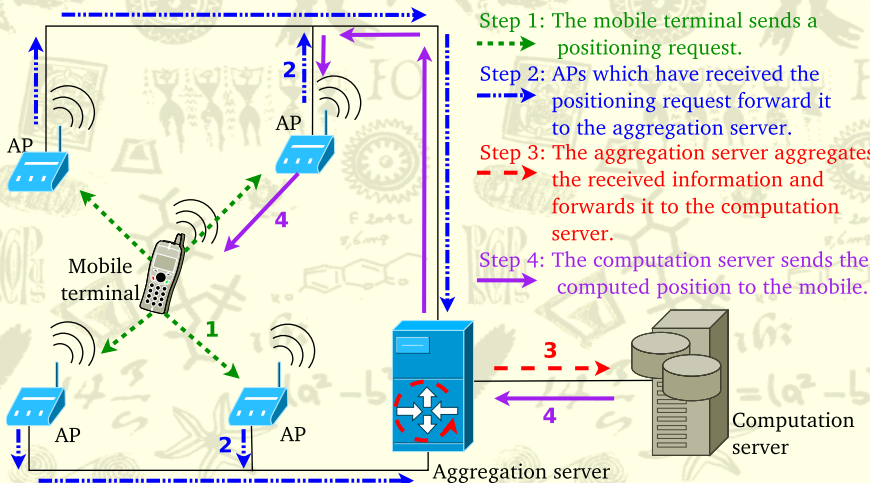 Step 1: The mobile terminal sends a
positioning request.
Step 2: APs which have received the
positioning request forward it
to the aggregation server.
Step 3: The aggregation server aggregates
the received information and
forwards it to the computation
server.
Step 4: The computation server sends the
computed position to the mobile.
2
AP
AP
4
Mobile
terminal
1
3
4
AP
2
AP
Computation
server
Aggregation server